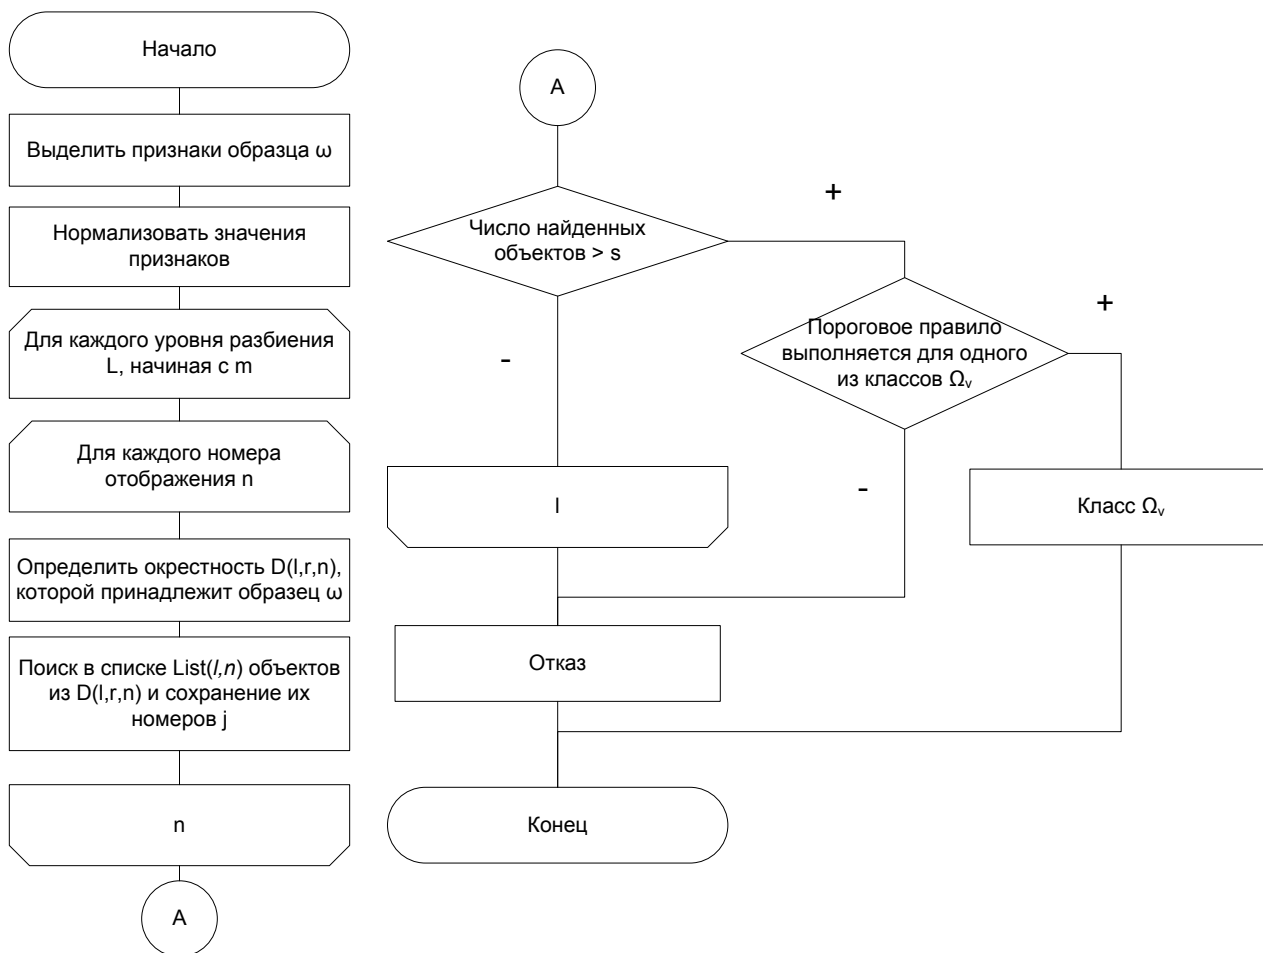 Начало
Выделить признаки образца ω
Нормализовать значения
признаков
Для каждого уровня разбиения
L, начиная с m
Для каждого номера
отображения n
Определить окрестность D(l,r,n),
которой принадлежит образец ω
Поиск в списке List(l,n) объектов
из D(l,r,n) и сохранение их
номеров j
n
A
A
Число найденных
объектов > s
+
-
Пороговое правило
выполняется для одного
из классов Ωᵥ
+
-
l
Класс Ωᵥ
Отказ
Конец